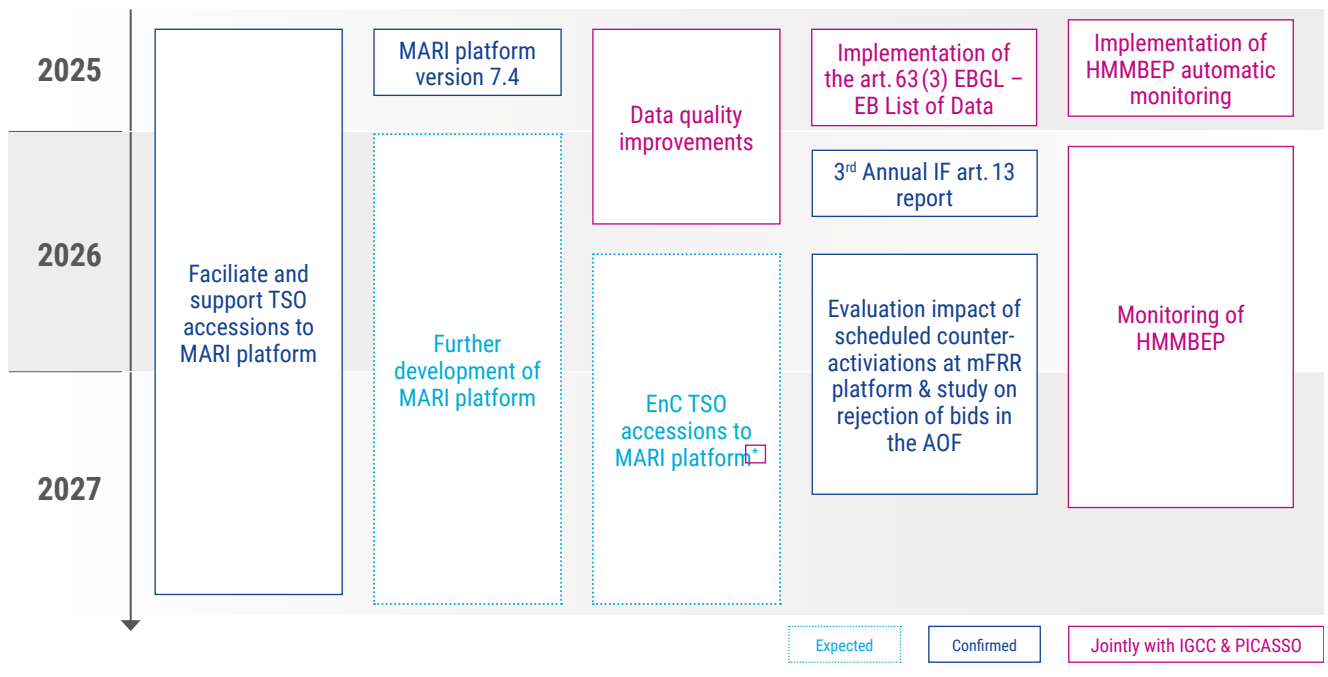 2025
2026
2027
Faciliate and
support TSO
accessions to
MARI platform
MARI platform
version 7.4
Further
development of
MARI platform
Data quality
improvements
EnC TSO
accessions to
MARI platform*
Implementation of
the art. 63 (3) EBGL –
EB List of Data
3rd Annual IF art. 13
report
Evaluation impact of
scheduled counter-
activiations at mFRR
platform & study on
rejection of bids in
the AOF
Implementation of
HMMBEP automatic
monitoring
Monitoring of
HMMBEP
Expected
Confirmed
Jointly with IGCC & PICASSO